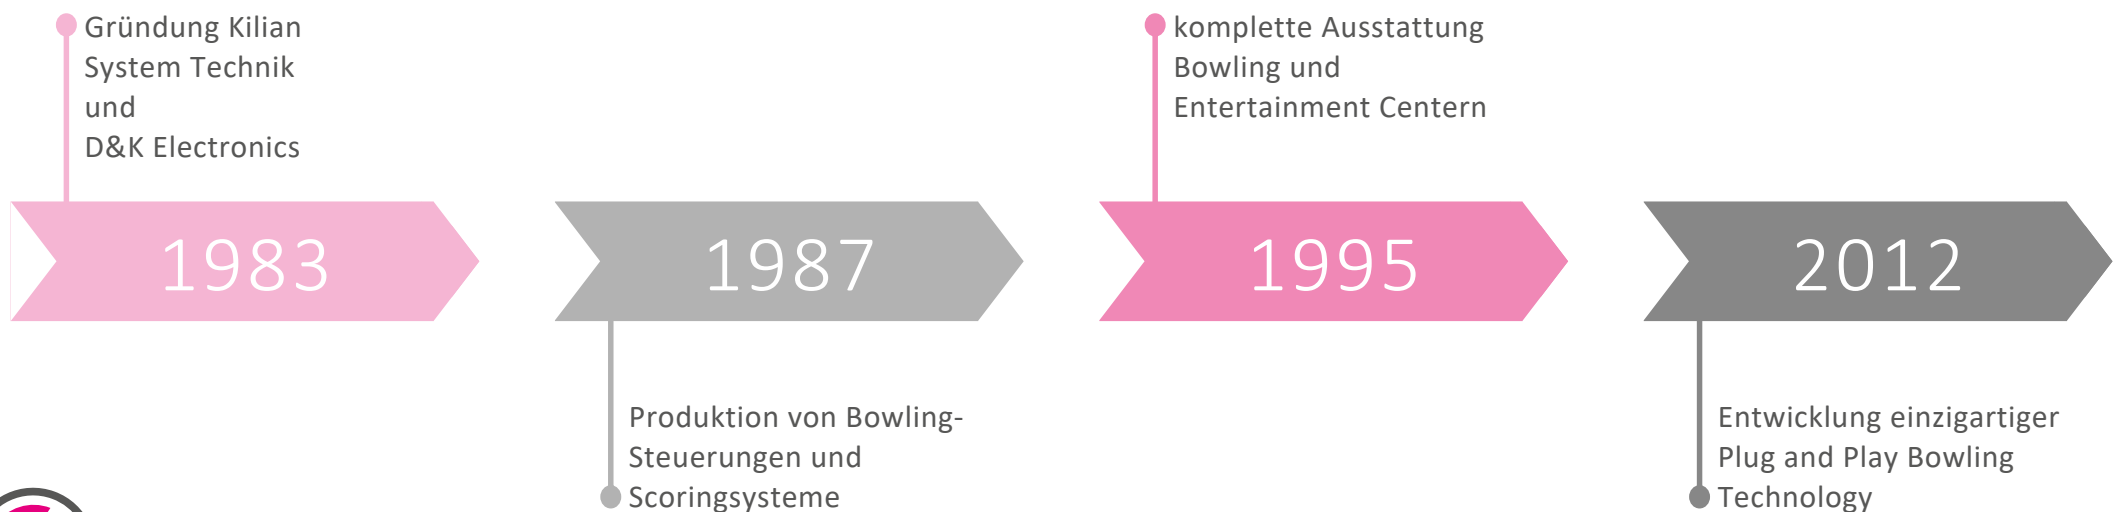 Gründung Kilian
System Technik
und
D&K Electronics
1983
1987
Produktion von Bowling-
Steuerungen und
Scoringsysteme
komplette Ausstattung
Bowling und
Entertainment Centern
1995
2012
Entwicklung einzigartiger
Plug and Play Bowling
Technology